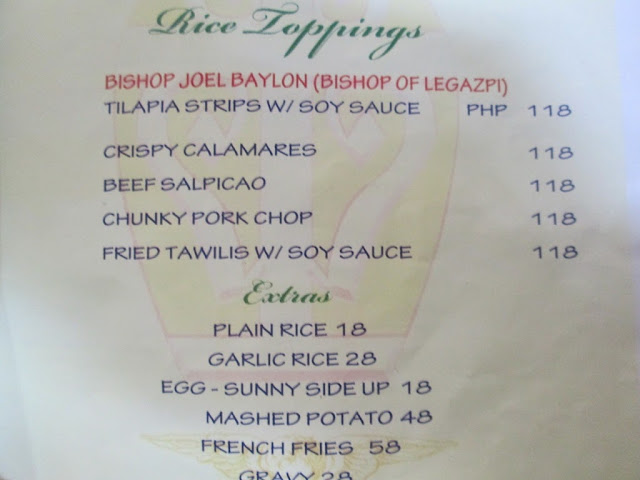 Rice Toppings
BISHOP JOEL BAYLON (BISHOP OF LEGAZPI)
TILAPIA STRIPS W/ SOY SAUCE PHP 118
CRISPY CALAMARES 118
BEEF SALPICAO 118
CHUNKY PORK CHOP 118
FRIED TAWILIS W/ SOY SAUCE 118
Extras
PLAIN RICE 18
GARLIC RICE 28
EGG - SUNNY SIDE UP 18
MASHED POTATO 48
FRENCH FRIES 58
GRAVY 28